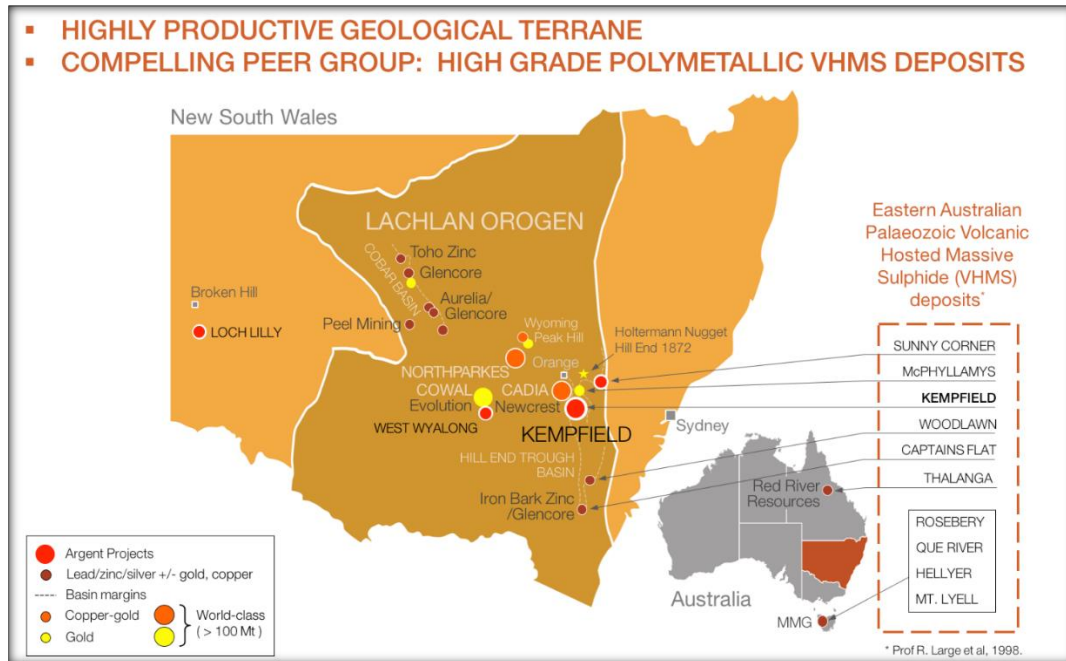 ▪ HIGHLY PRODUCTIVE GEOLOGICAL TERRANE
▪ COMPELLING PEER GROUP: HIGH GRADE POLYMETALLIC VHMS DEPOSITS
New South Wales
LACHLAN OROGEN
Toho Zinc
COBAR BASIN
Glencore
Broken Hill
Aurelia/
Glencore
LOCH LILLY
Peel Mining
Wyoming
Peak Hill
Holtermann Nugget
Hill End 1872
Orange
NORTHPARKES
COWAL
CADIA
Evolution
Newcrest
WEST WYALONG
KEMPFIELD
Sydney
HILL END TROUGH
BASIN
Iron Bark Zinc
/Glencore
Eastern Australian
Palaeozoic Volcanic
Hosted Massive
Sulphide (VHMS)
deposits*
SUNNY CORNER
McPHYLLAMYS
KEMPFIELD
WOODLAWN
CAPTAINS FLAT
THALANGA
Red River
Resources
ROSEBERY
QUE RIVER
HELLYER
MT. LYELL
Australia
MMG
Argent Projects
Lead/zinc/silver +/- gold, copper
Basin margins
Copper-gold
Gold
World-class
( > 100 Mt )
* Prof R. Large et al, 1998.